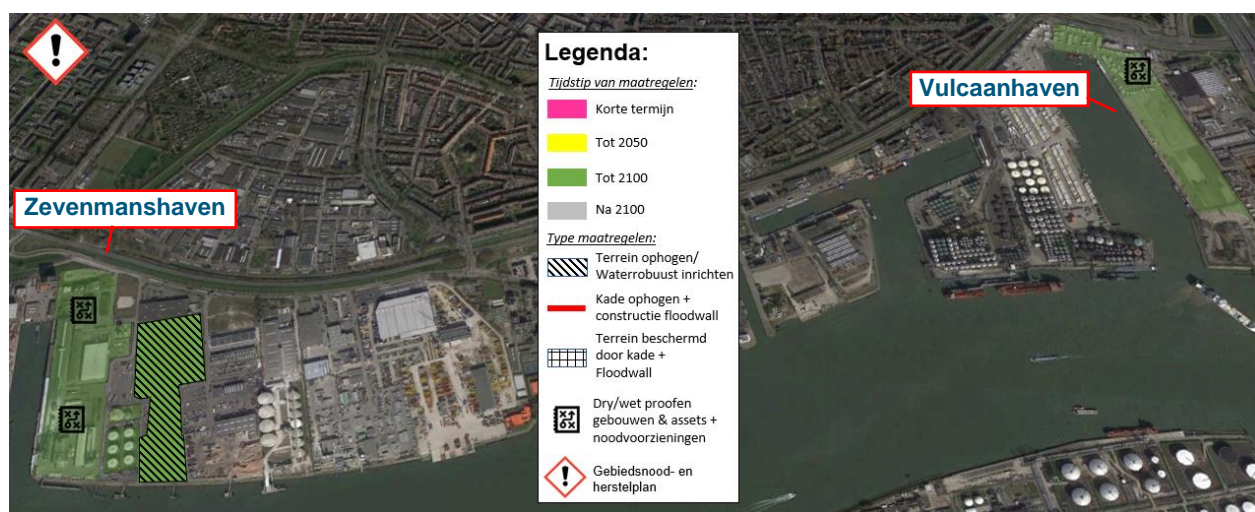 Legenda:
Tijdstip van maatregelen:
Korte termijn
Tot 2050
Tot 2100
Na 2100
Type maatregelen:
Terrein ophogen/
Waterrobuust inrichten
Kade ophogen +
constructie floodwall
Terrein beschermd
door kade +
Floodwall
Dry/wet proofen
gebouwen & assets +
noodvoorzieningen
Gebiedsnood- en
herstelplan
Zevenmanshaven
Vulcaanhaven